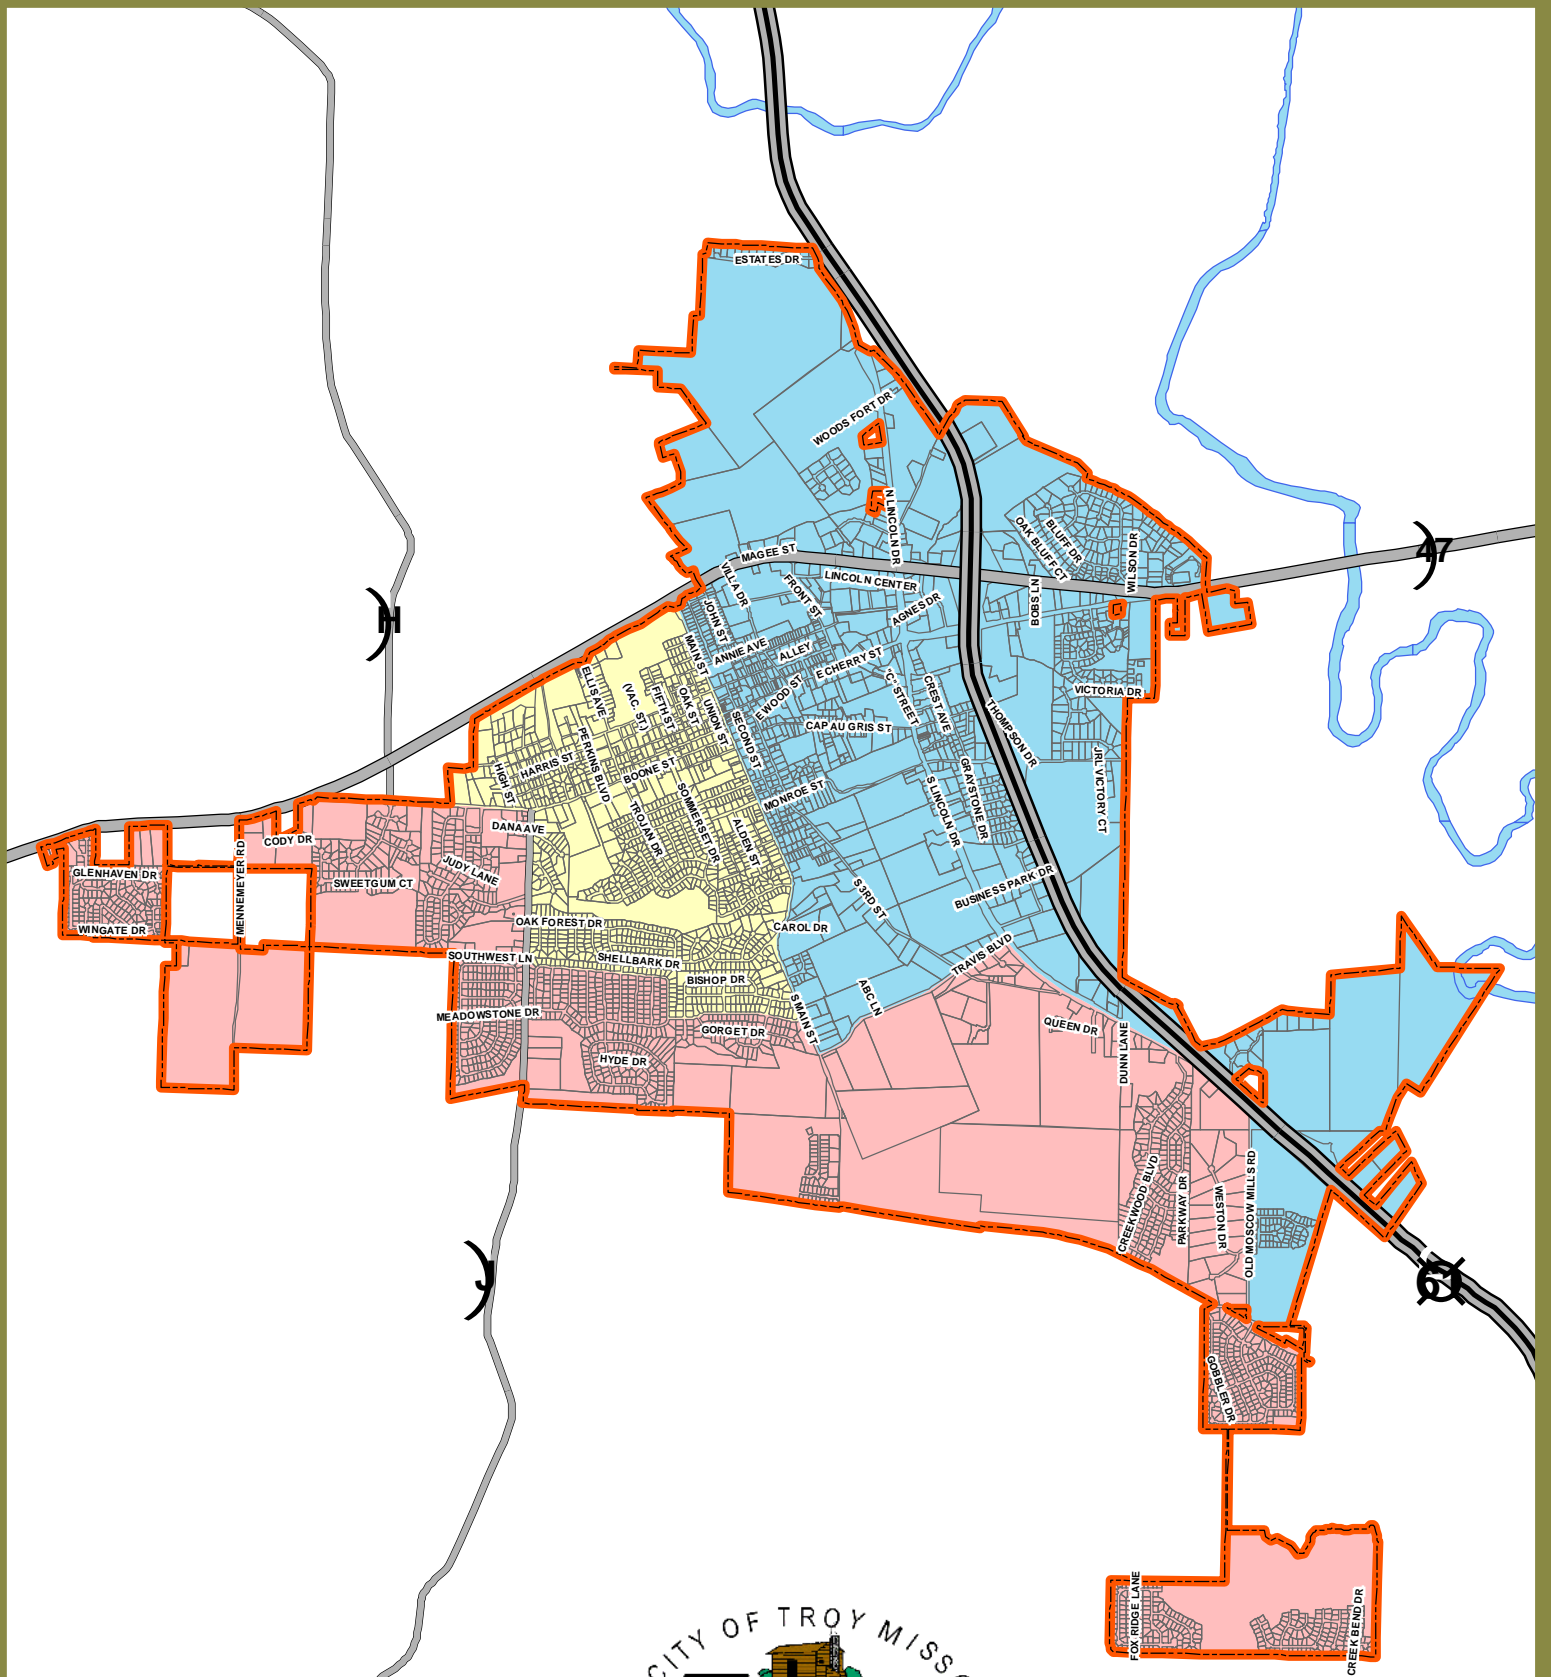 ESTATES DR
WOODS FORT DR
N LINCOLN DR
MAGEE ST
OAK BLUFF CT
BLUFF DR
WILSON DR
47
VILLA DR
FRONT ST
LINCOLN CENTER
AGNES DR
BOBS LN
H
JOHN ST
MAIN ST
ANNIE AVE
ALLEY
E CHERRY ST
ELLIS AVE
(VAC. ST.)
FIFTH ST
OAK ST
UNION ST
SECOND ST
E WOOD ST
"C" STREET
CREST AVE
VICTORIA DR
CAP AU GRIS ST
THOMPSON DR
HIGH ST
HARRIS ST
PERKINS BLVD
BOONE ST
MONROE ST
S LINCOLN DR
GRAYSTONE DR
JRL VICTORY CT
DANA AVE
TROJAN DR
SOMMERSET DR
ALDEN ST
CODY DR
MENNEMEYER RD
GLENHAVEN DR
SWEETGUM CT
JUDY LANE
S 3RD ST
BUSINESS PARK DR
WINGATE DR
OAK FOREST DR
CAROL DR
SOUTHWEST LN
SHELLBARK DR
TRAVIS BLVD
BISHOP DR
MEADOWSTONE DR
S MAIN ST
ABC LN
GORGET DR
QUEEN DR
DUNN LANE
HYDE DR
CREEKWOOD BLVD
PARKWAY DR
WESTON DR
OLD MOSCOW MILLS RD
J
61
GOBBLER DR
FOX RIDGE LANE
CREEK BEND DR
CITY OF TROY MISSO